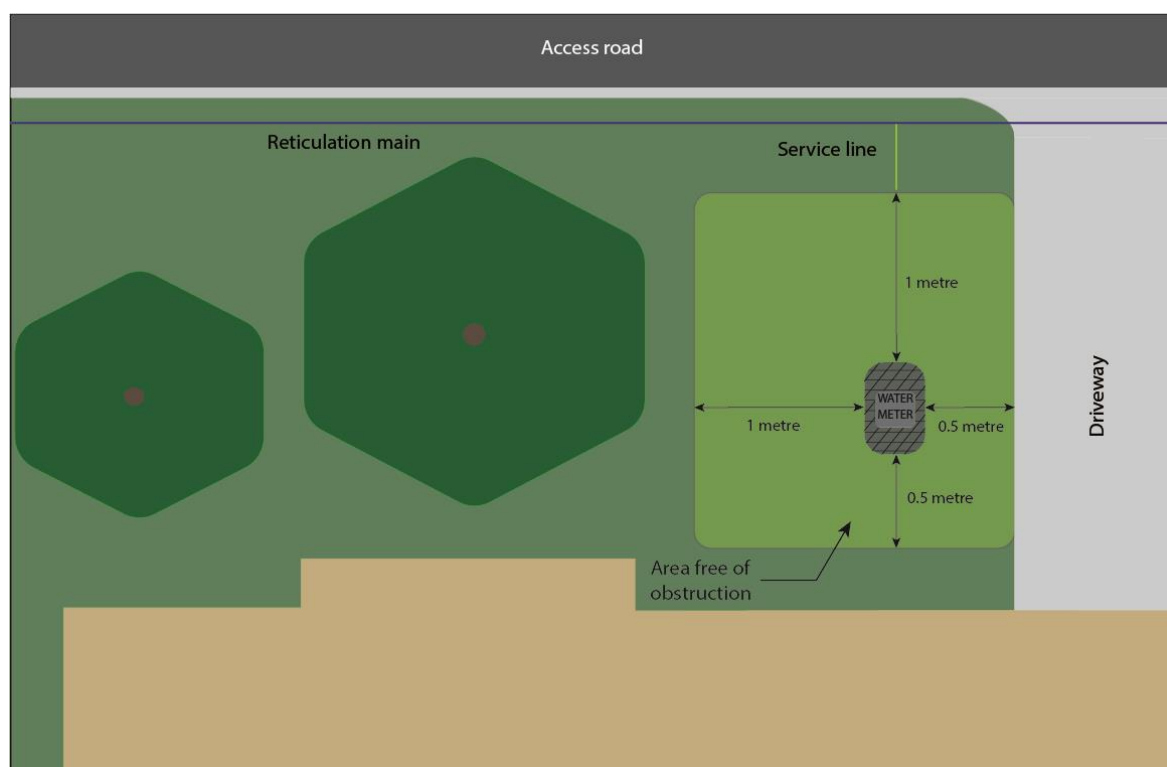 Access road
Reticulation main
Service line
1 metre
WATER
METER
1 metre
0.5 metre
0.5 metre
Area free of
obstruction
Driveway